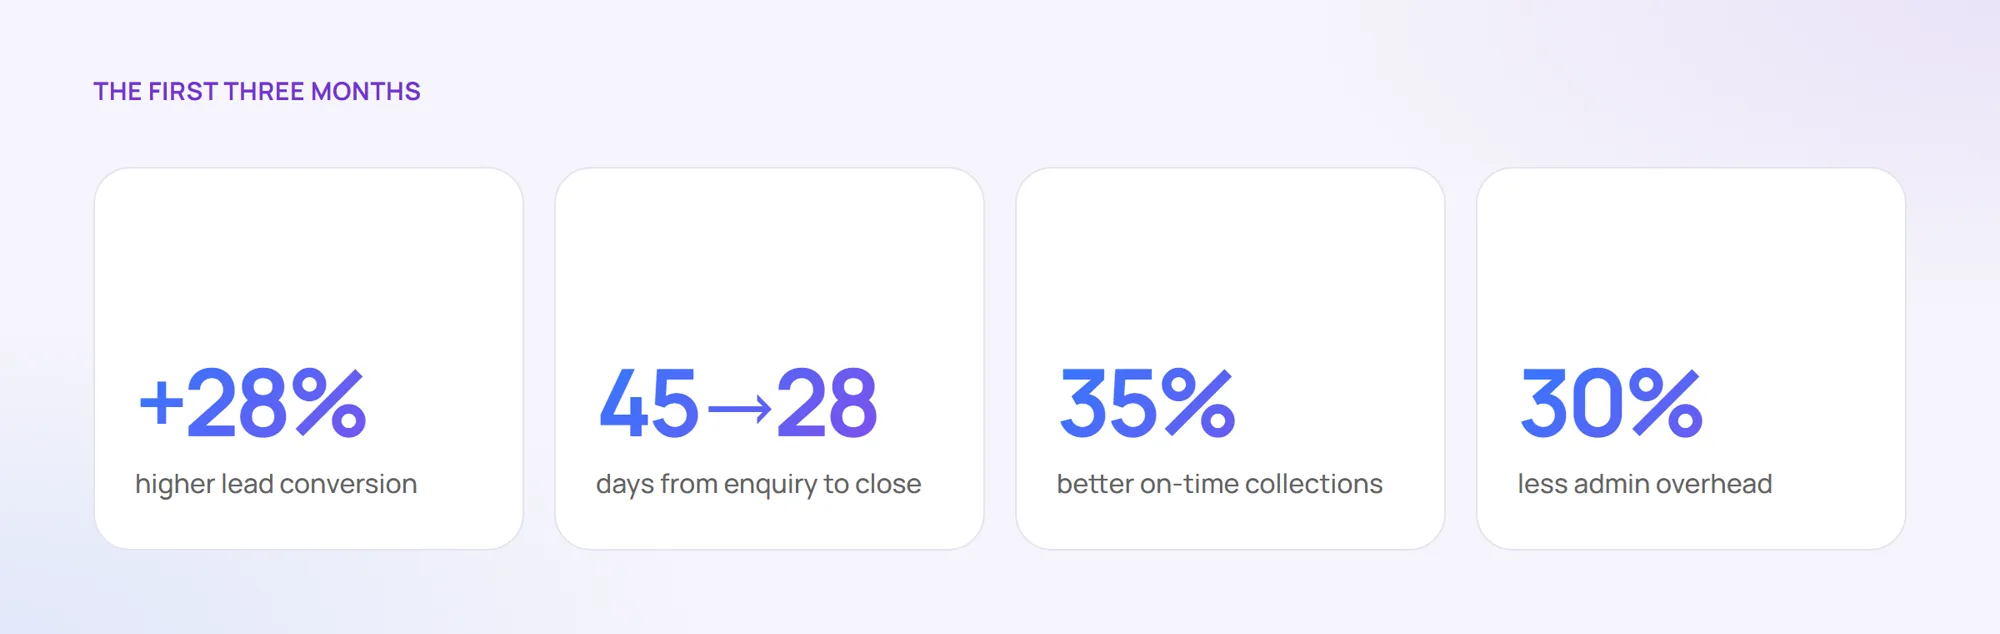 THE FIRST THREE MONTHS
+28%
higher lead conversion
45→28
days from enquiry to close
35%
better on-time collections
30%
less admin overhead